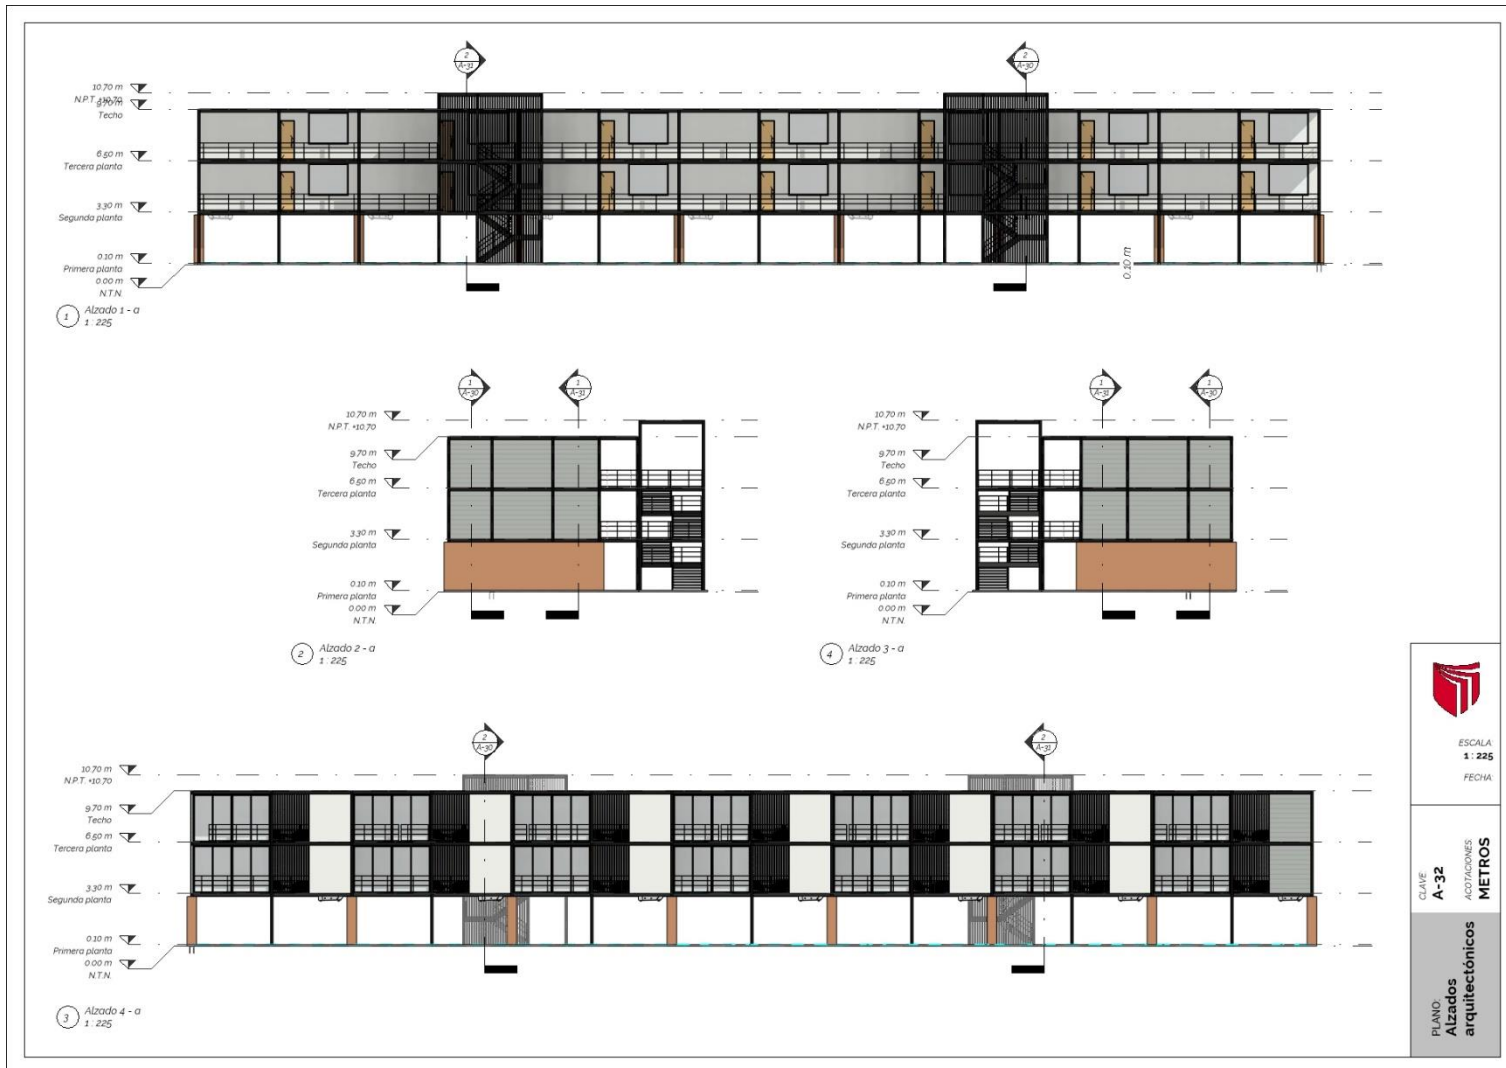 2
A-31
2
A-30
10.70 m
N.P.T. +10.70
9.70 m
Techo
6.50 m
Tercera planta
3.30 m
Segunda planta
0.10 m
Primera planta
0.00 m
N.T.N.
0.10 m
1
Alzado 1 - a
1 : 225
1
A-30
1
A-31
10.70 m
N.P.T. +10.70
9.70 m
Techo
6.50 m
Tercera planta
3.30 m
Segunda planta
0.10 m
Primera planta
0.00 m
N.T.N.
2
Alzado 2 - a
1 : 225
1
A-31
1
A-30
10.70 m
N.P.T. +10.70
9.70 m
Techo
6.50 m
Tercera planta
3.30 m
Segunda planta
0.10 m
Primera planta
0.00 m
N.T.N.
4
Alzado 3 - a
1 : 225
2
A-30
2
A-31
10.70 m
N.P.T. +10.70
9.70 m
Techo
6.50 m
Tercera planta
3.30 m
Segunda planta
0.10 m
Primera planta
0.00 m
N.T.N.
3
Alzado 4 - a
1 : 225
ESCALA:
1 : 225
FECHA:
CLAVE:
A-32
ACOTACIONES:
METROS
PLANO:
Alzados
arquitectónicos